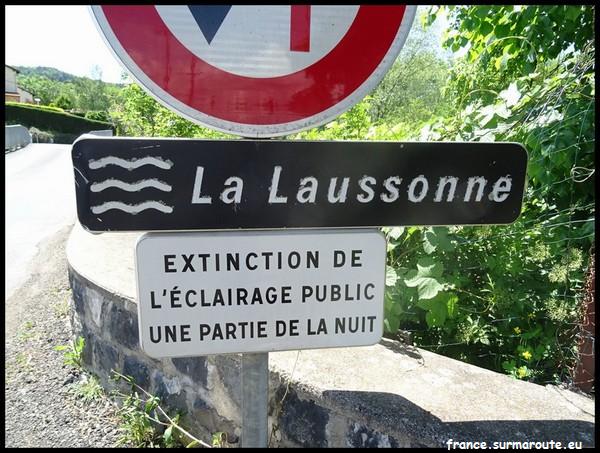 La Laussonne
EXTINCTION DE
L'ÉCLAIRAGE PUBLIC
UNE PARTIE DE LA NUIT
france.surmaroute.eu